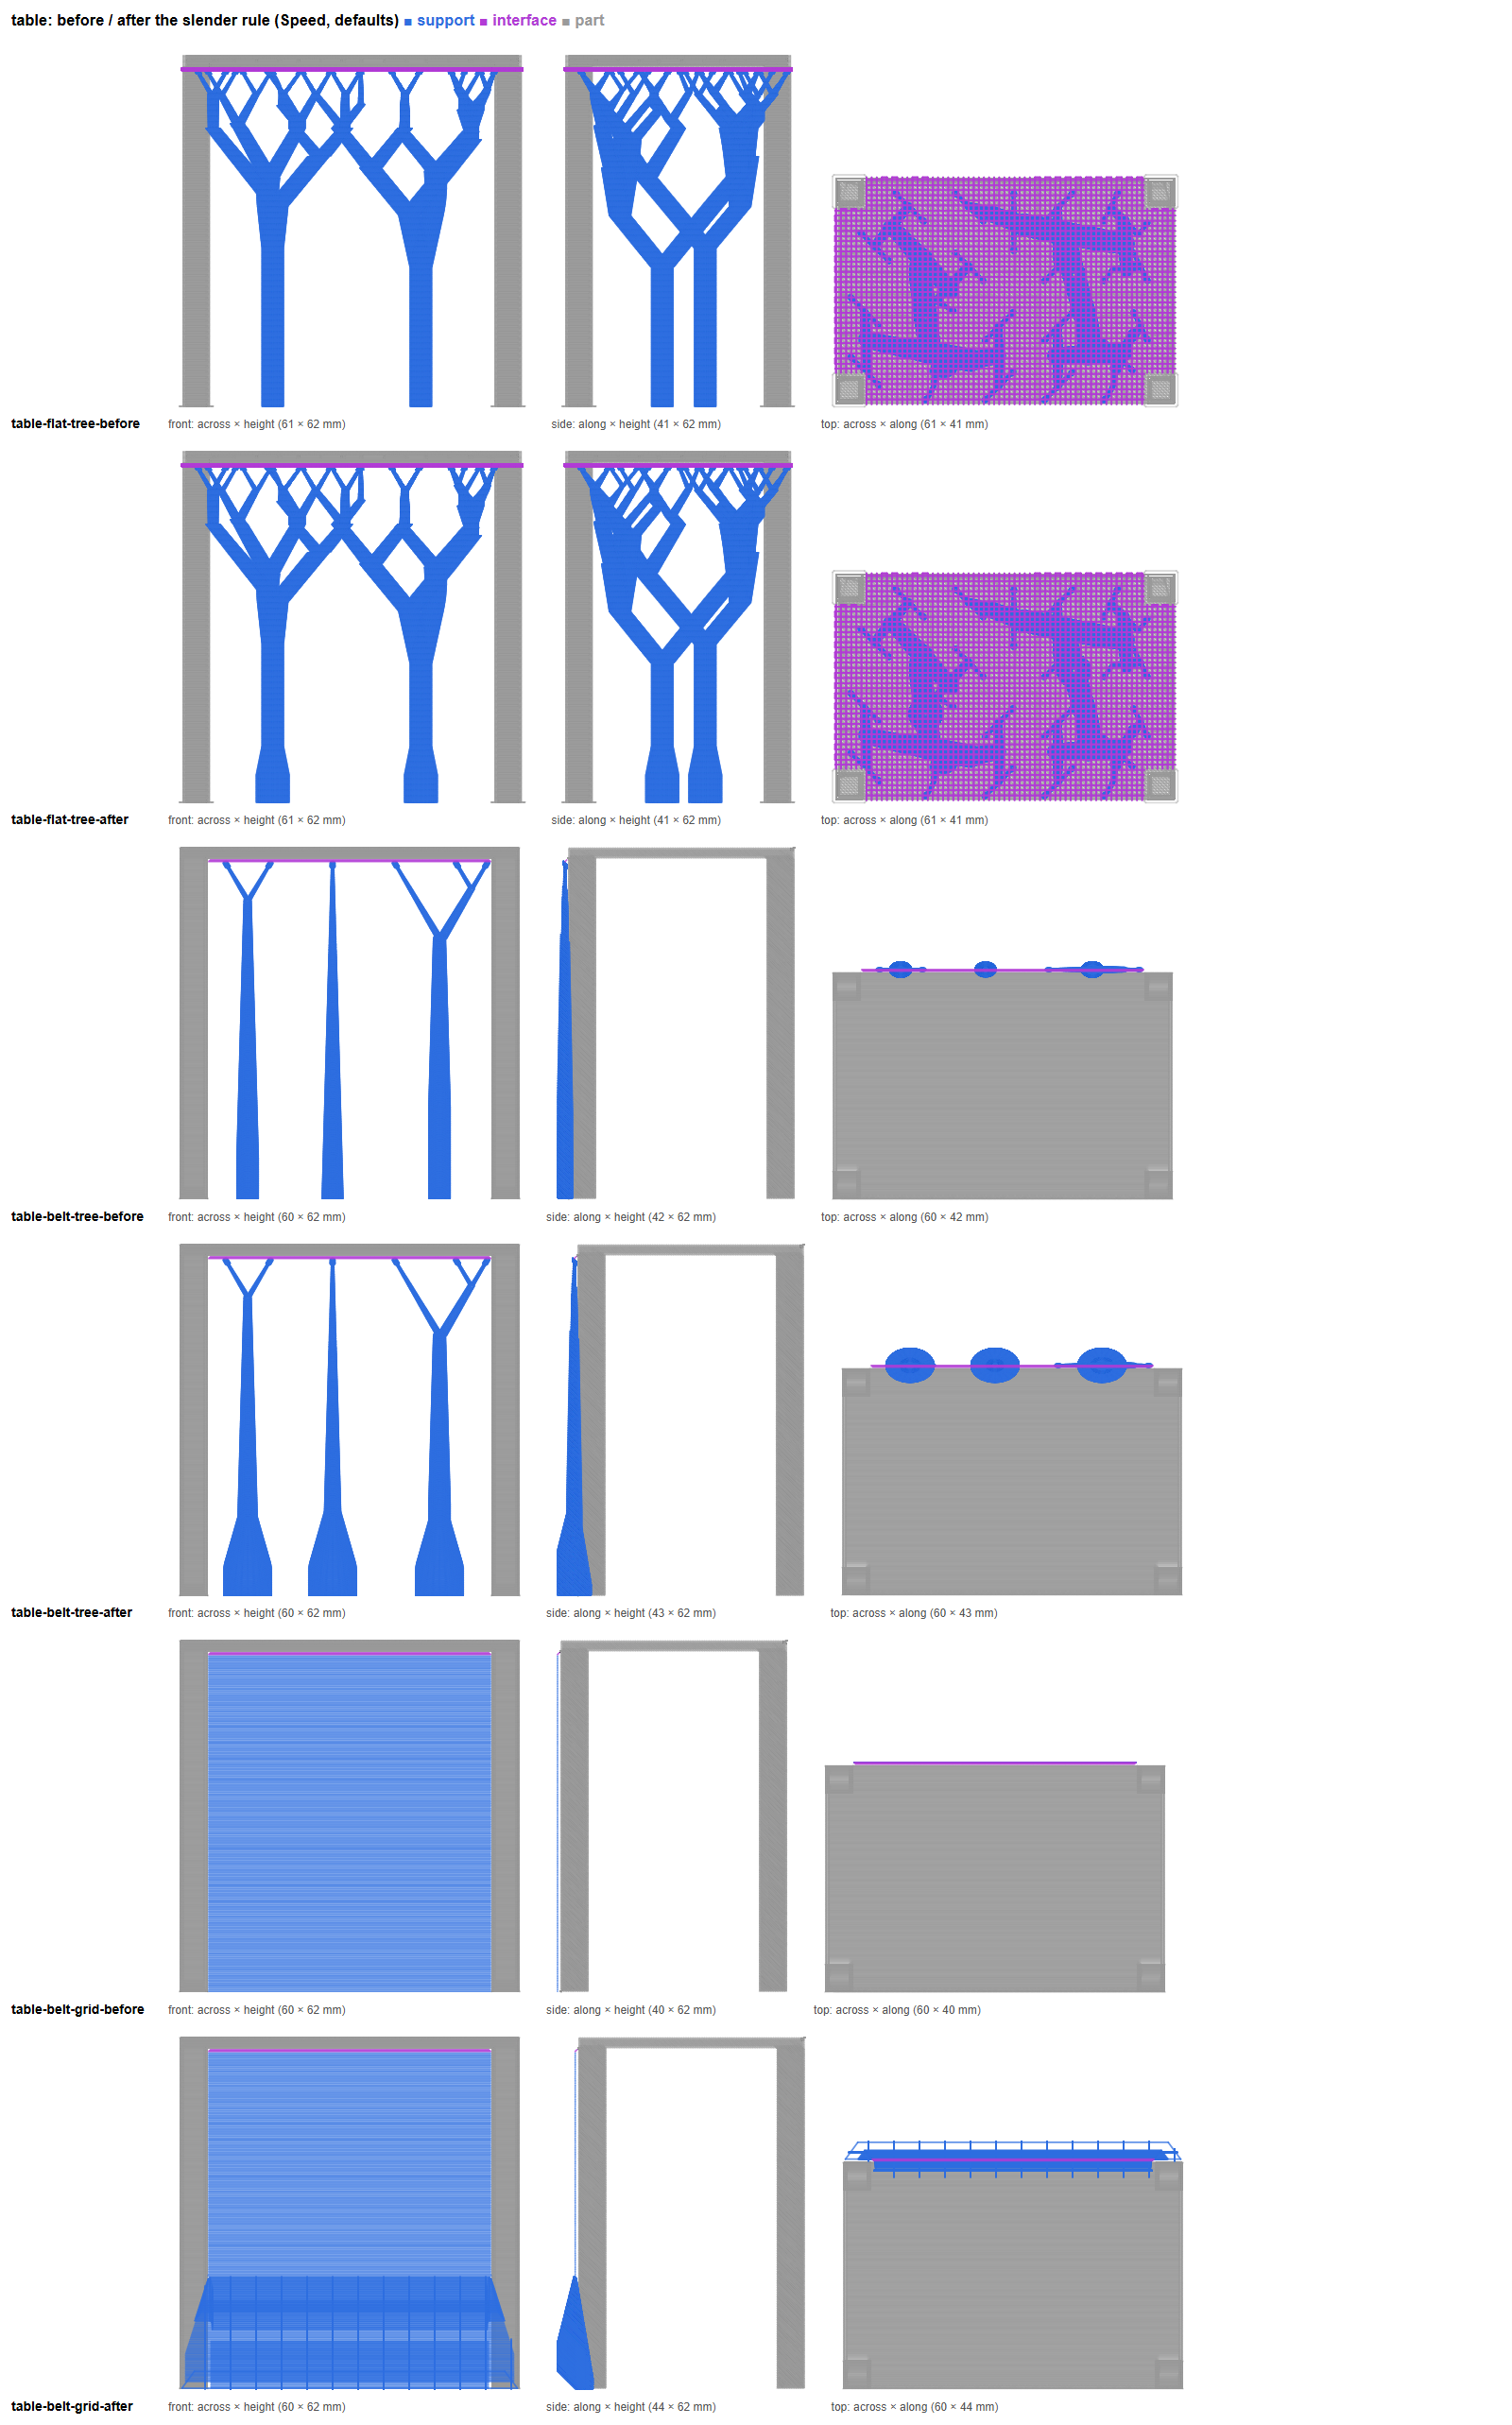 table: before / after the slender rule (Speed, defaults) ■ support ■ interface ■ part
table-flat-tree-before front: across × height (61 × 62 mm) side: along × height (41 × 62 mm) top: across × along (61 × 41 mm)
table-flat-tree-after front: across × height (61 × 62 mm) side: along × height (41 × 62 mm) top: across × along (61 × 41 mm)
table-belt-tree-before front: across × height (60 × 62 mm) side: along × height (42 × 62 mm) top: across × along (60 × 42 mm)
table-belt-tree-after front: across × height (60 × 62 mm) side: along × height (43 × 62 mm) top: across × along (60 × 43 mm)
table-belt-grid-before front: across × height (60 × 62 mm) side: along × height (40 × 62 mm) top: across × along (60 × 40 mm)
table-belt-grid-after front: across × height (60 × 62 mm) side: along × height (44 × 62 mm) top: across × along (60 × 44 mm)